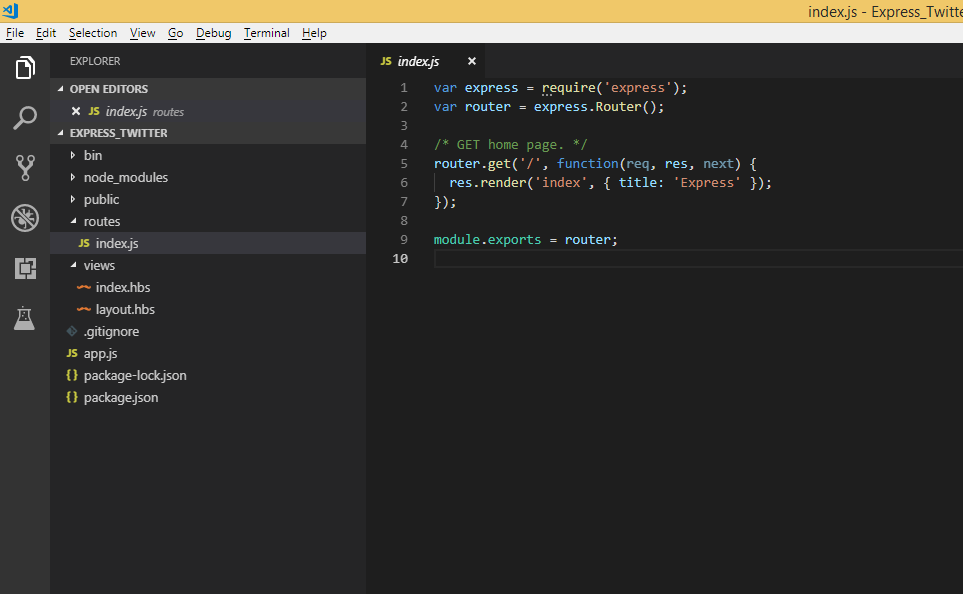 index.js - Express_Twitte
File Edit Selection View Go Debug Terminal Help
EXPLORER
OPEN EDITORS
JS index.js routes
EXPRESS_TWITTER
bin
node_modules
public
routes
JS index.js
views
index.hbs
layout.hbs
.gitignore
JS app.js
{} package-lock.json
{} package.json
JS index.js
1 var express = require('express');
2 var router = express.Router();
3
4 /* GET home page. */
5 router.get('/', function(req, res, next) {
6   res.render('index', { title: 'Express' });
7 });
8
9 module.exports = router;
10